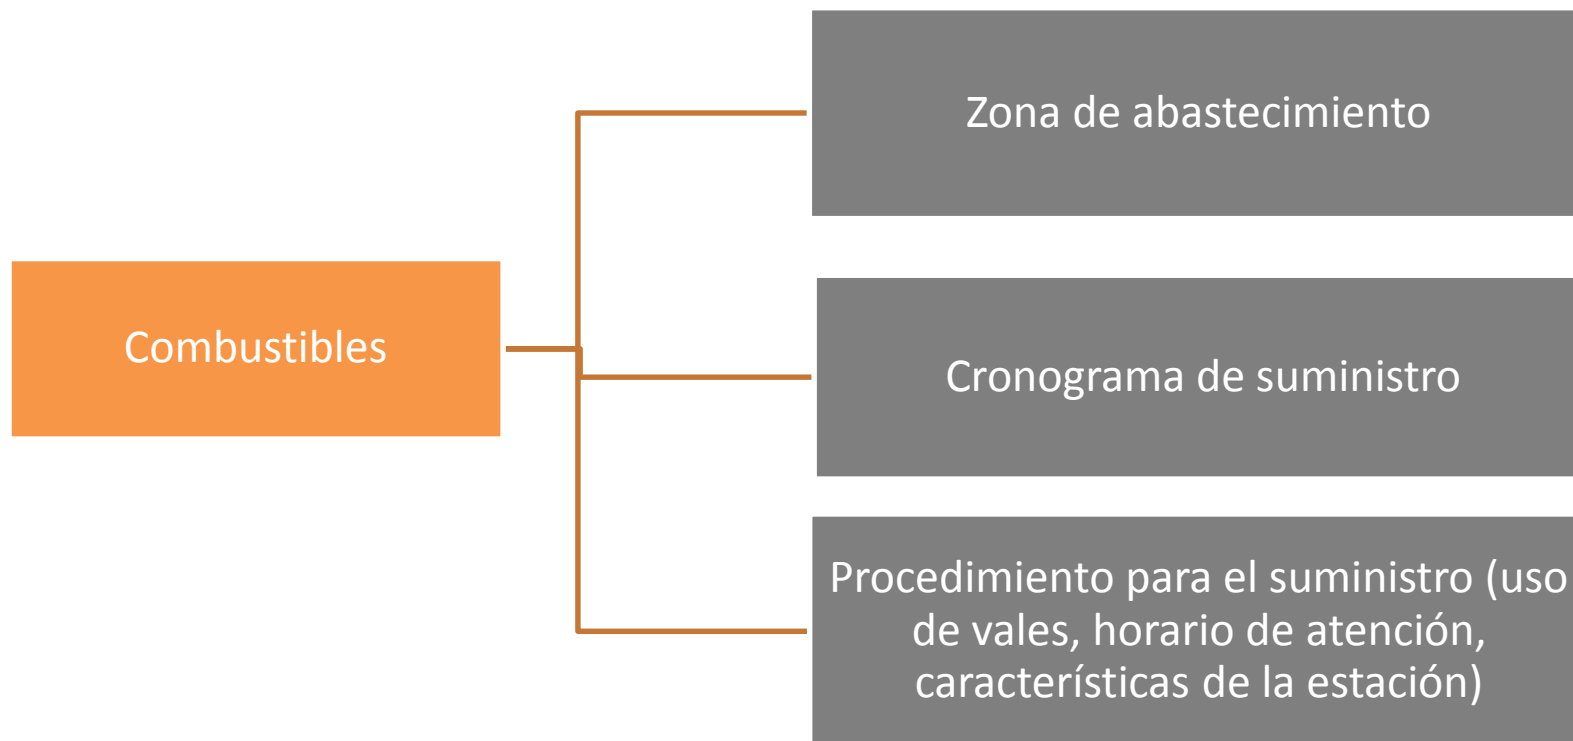 Zona de abastecimiento
Combustibles
Cronograma de suministro
Procedimiento para el suministro (uso
de vales, horario de atención,
características de la estación)